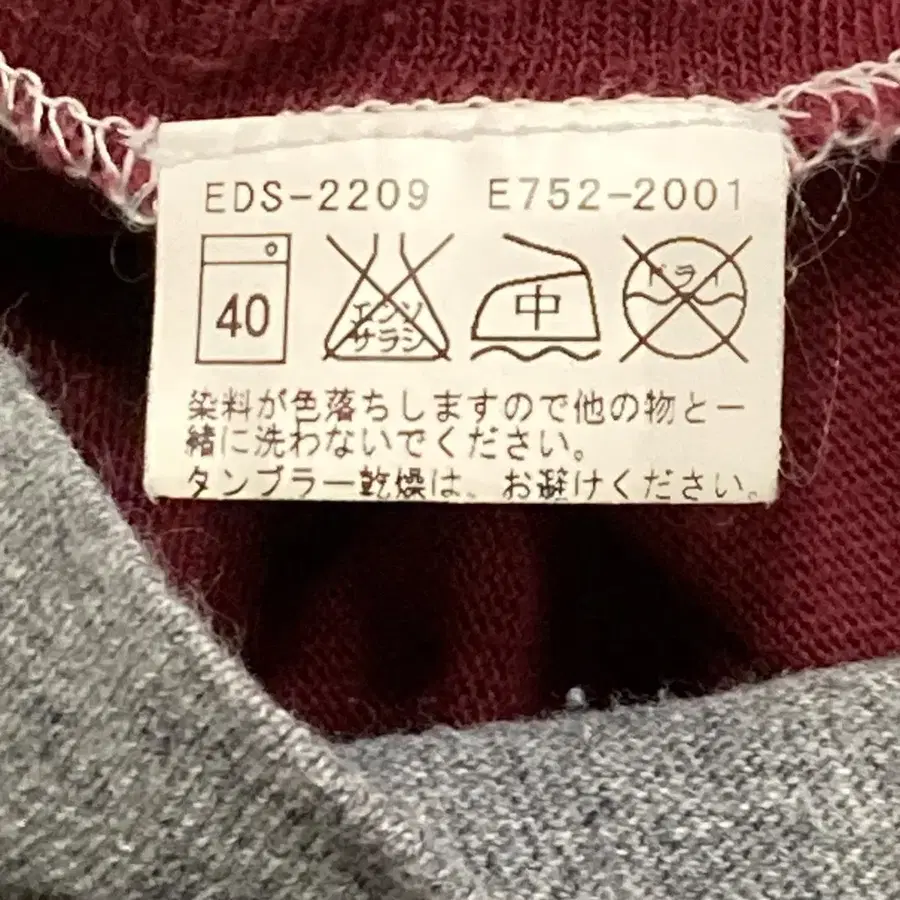 EDS-2209 E752-2001
40 エンソ 中 ドライ
サラシ
染料が色落ちしますので他の物と一
緒に洗わないでください。
タンブラー乾燥は、お避けください。